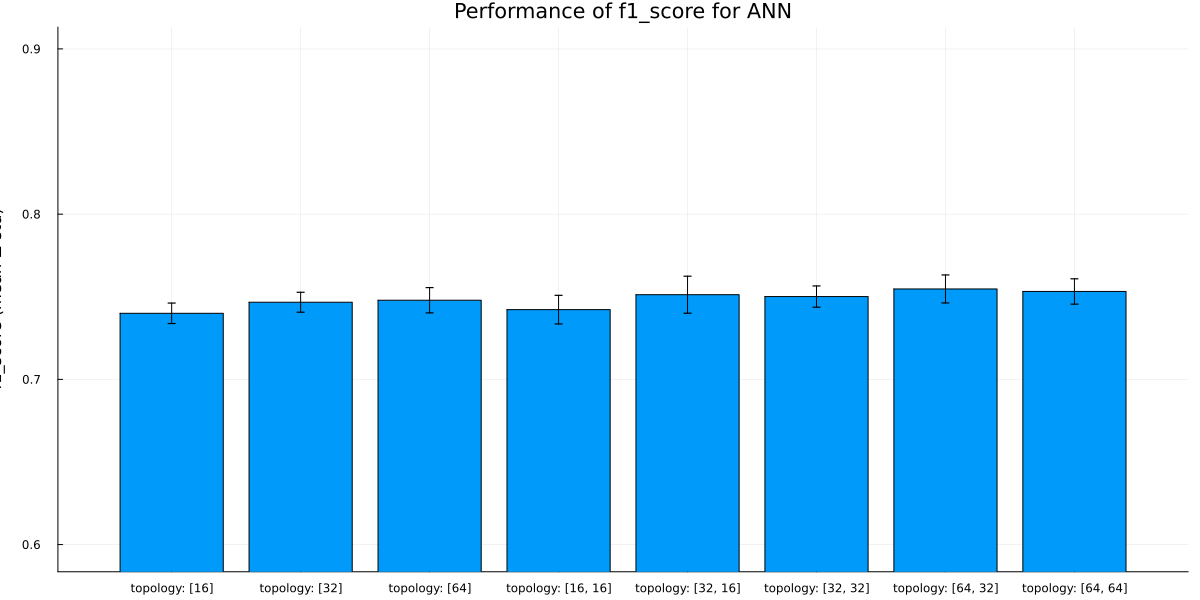 Performance of f1_score for ANN
0.9
0.8
0.7
0.6
topology: [16]
topology: [32]
topology: [64]
topology: [16, 16]
topology: [32, 16]
topology: [32, 32]
topology: [64, 32]
topology: [64, 64]